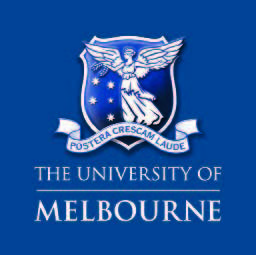 POSTERA CRESCAM LAUDE
THE UNIVERSITY OF
MELBOURNE